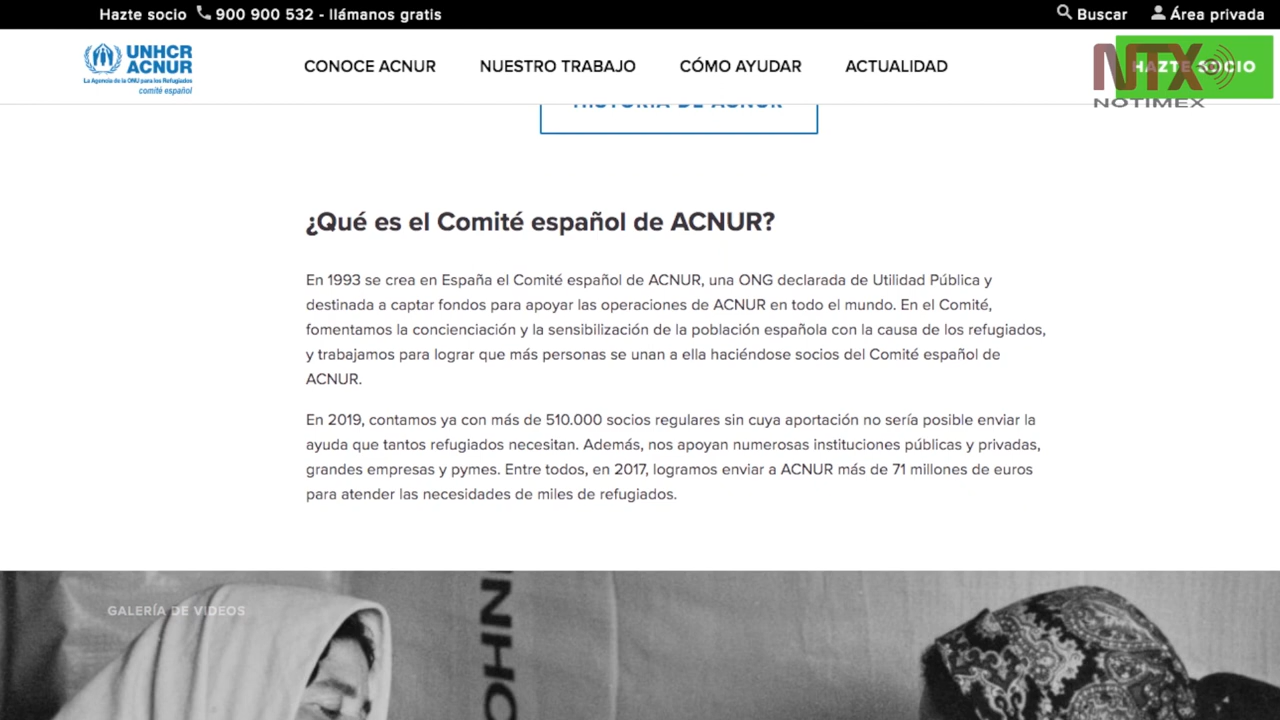 Hazte socio 900 900 532 - llámanos gratis
Buscar Área privada
UNHCR
ACNUR
La Agencia de la ONU para los Refugiados
comité español
CONOCE ACNUR NUESTRO TRABAJO CÓMO AYUDAR ACTUALIDAD
HAZTE SOCIO
NTX
NOTIMEX
HISTORIA DE ACNUR
¿Qué es el Comité español de ACNUR?
En 1993 se crea en España el Comité español de ACNUR, una ONG declarada de Utilidad Pública y
destinada a captar fondos para apoyar las operaciones de ACNUR en todo el mundo. En el Comité,
fomentamos la concienciación y la sensibilización de la población española con la causa de los refugiados,
y trabajamos para lograr que más personas se unan a ella haciéndose socios del Comité español de
ACNUR.
En 2019, contamos ya con más de 510.000 socios regulares sin cuya aportación no sería posible enviar la
ayuda que tantos refugiados necesitan. Además, nos apoyan numerosas instituciones públicas y privadas,
grandes empresas y pymes. Entre todos, en 2017, logramos enviar a ACNUR más de 71 millones de euros
para atender las necesidades de miles de refugiados.
GALERÍA DE VIDEOS
UNH